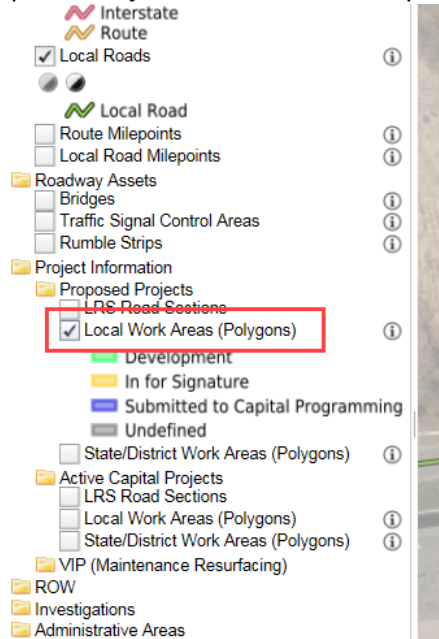 Interstate
Route
Local Roads
Local Road
Route Milepoints
Local Road Milepoints
Roadway Assets
Bridges
Traffic Signal Control Areas
Rumble Strips
Project Information
Proposed Projects
LRS Road Sections
Local Work Areas (Polygons)
Development
In for Signature
Submitted to Capital Programming
Undefined
State/District Work Areas (Polygons)
Active Capital Projects
LRS Road Sections
Local Work Areas (Polygons)
State/District Work Areas (Polygons)
VIP (Maintenance Resurfacing)
ROW
Investigations
Administrative Areas